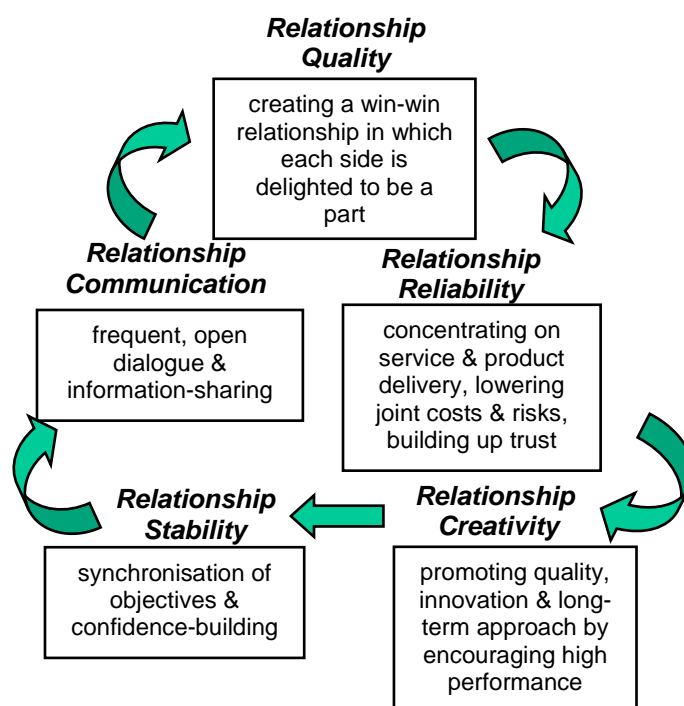 Relationship
Quality
creating a win-win
relationship in which
each side is
delighted to be a
part
Relationship
Reliability
concentrating on
service & product
delivery, lowering
joint costs & risks,
building up trust
Relationship
Creativity
promoting quality,
innovation & long-
term approach by
encouraging high
performance
Relationship
Stability
synchronisation of
objectives &
confidence-building
Relationship
Communication
frequent, open
dialogue &
information-sharing